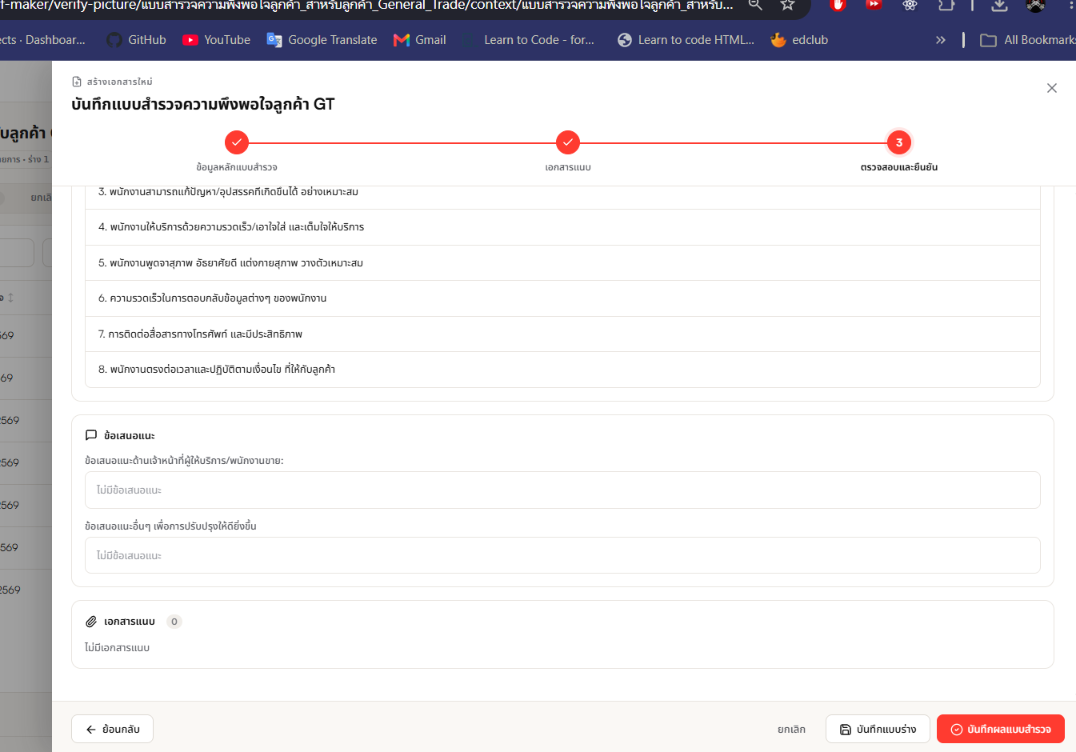 f-maker/verify-picture/แบบสำรวจความพึงพอใจลูกค้า_สำหรับลูกค้า_General_Trade/context/แบบสำรวจความพึงพอใจลูกค้า_สำหรับ...
ects - Dashboar... GitHub YouTube Google Translate Gmail Learn to Code - for... Learn to code HTML... edclub » All Bookmark
สร้างเอกสารใหม่
บันทึกแบบสำรวจความพึงพอใจลูกค้า GT
ข้อมูลหลักแบบสำรวจ เอกสารแนบ 3 ตรวจสอบและยืนยัน
3. พนักงานสามารถแก้ปัญหา/อุปสรรคที่เกิดขึ้นได้ อย่างเหมาะสม
4. พนักงานให้บริการด้วยความรวดเร็ว/เอาใจใส่ และเต็มใจให้บริการ
5. พนักงานพูดจาสุภาพ อัธยาศัยดี แต่งกายสุภาพ วางตัวเหมาะสม
6. ความรวดเร็วในการตอบกลับข้อมูลต่างๆ ของพนักงาน
7. การติดต่อสื่อสารทางโทรศัพท์ และมีประสิทธิภาพ
8. พนักงานตรงต่อเวลาและปฏิบัติตามเงื่อนไข ที่ให้กับลูกค้า
ข้อเสนอแนะ
ข้อเสนอแนะด้านเจ้าหน้าที่ผู้ให้บริการ/พนักงานขาย:
ไม่มีข้อเสนอแนะ
ข้อเสนอแนะอื่นๆ เพื่อการปรับปรุงให้ดียิ่งขึ้น
ไม่มีข้อเสนอแนะ
เอกสารแนบ 0
ไม่มีเอกสารแนบ
ย้อนกลับ ยกเลิก บันทึกแบบร่าง บันทึกผลแบบสำรวจ